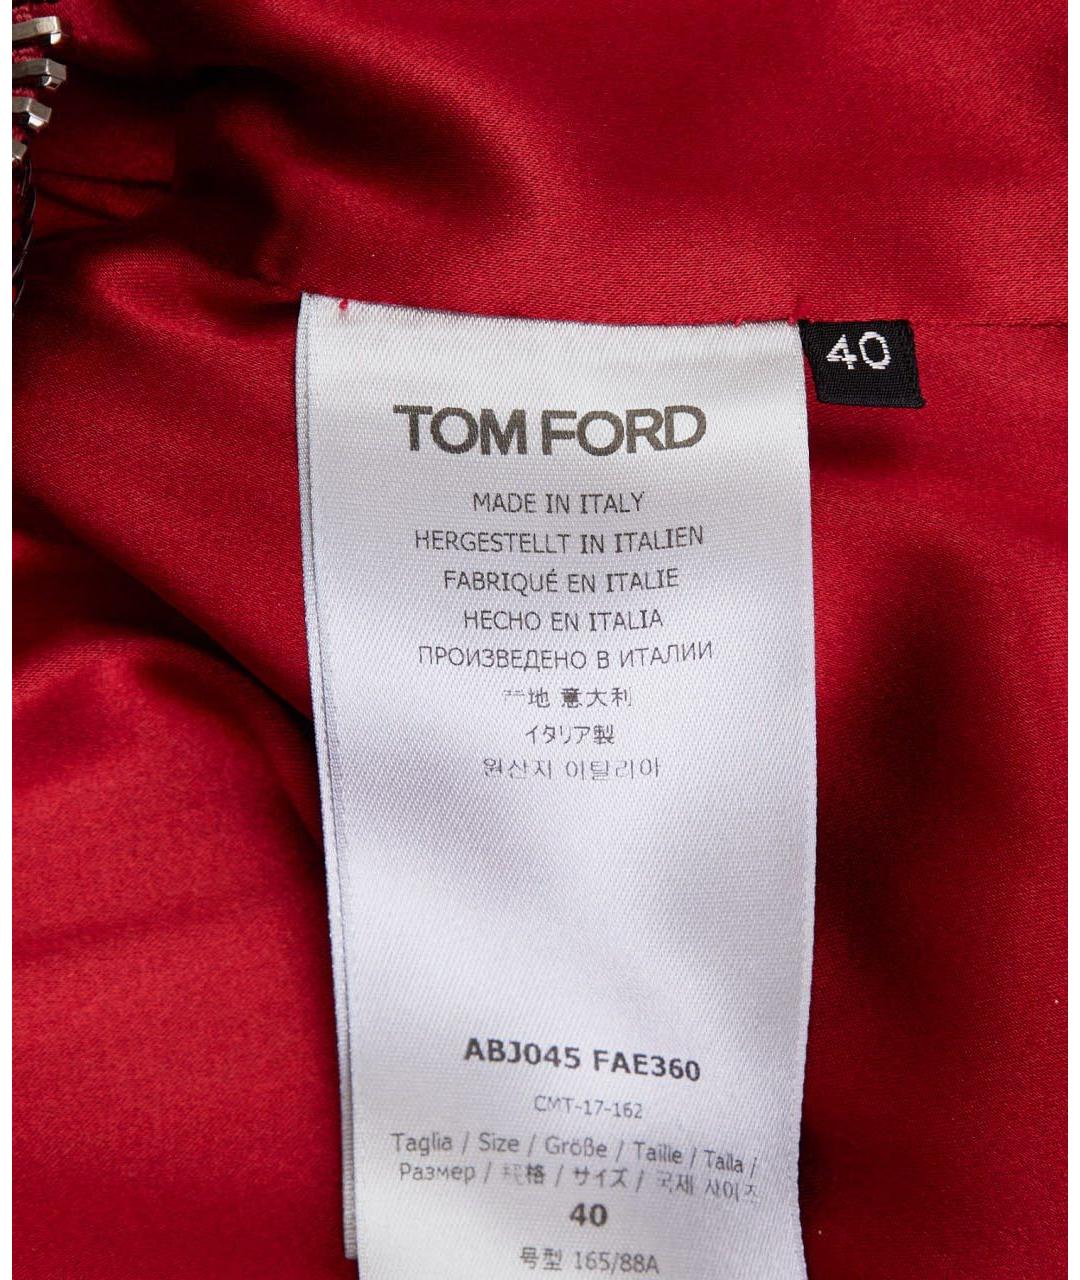 40
TOM FORD
MADE IN ITALY
HERGESTELLT IN ITALIEN
FABRIQUÉ EN ITALIE
HECHO EN ITALIA
ПРОИЗВЕДЕНО В ИТАЛИИ
地 意大利
イタリア製
원산지 이탈리아
ABJ045 FAE360
CMT-17-162
Taglia / Size / Größe / Taille / Talla /
Размер / 格 / サイズ / 국제 사이즈
40
号型 165/88A